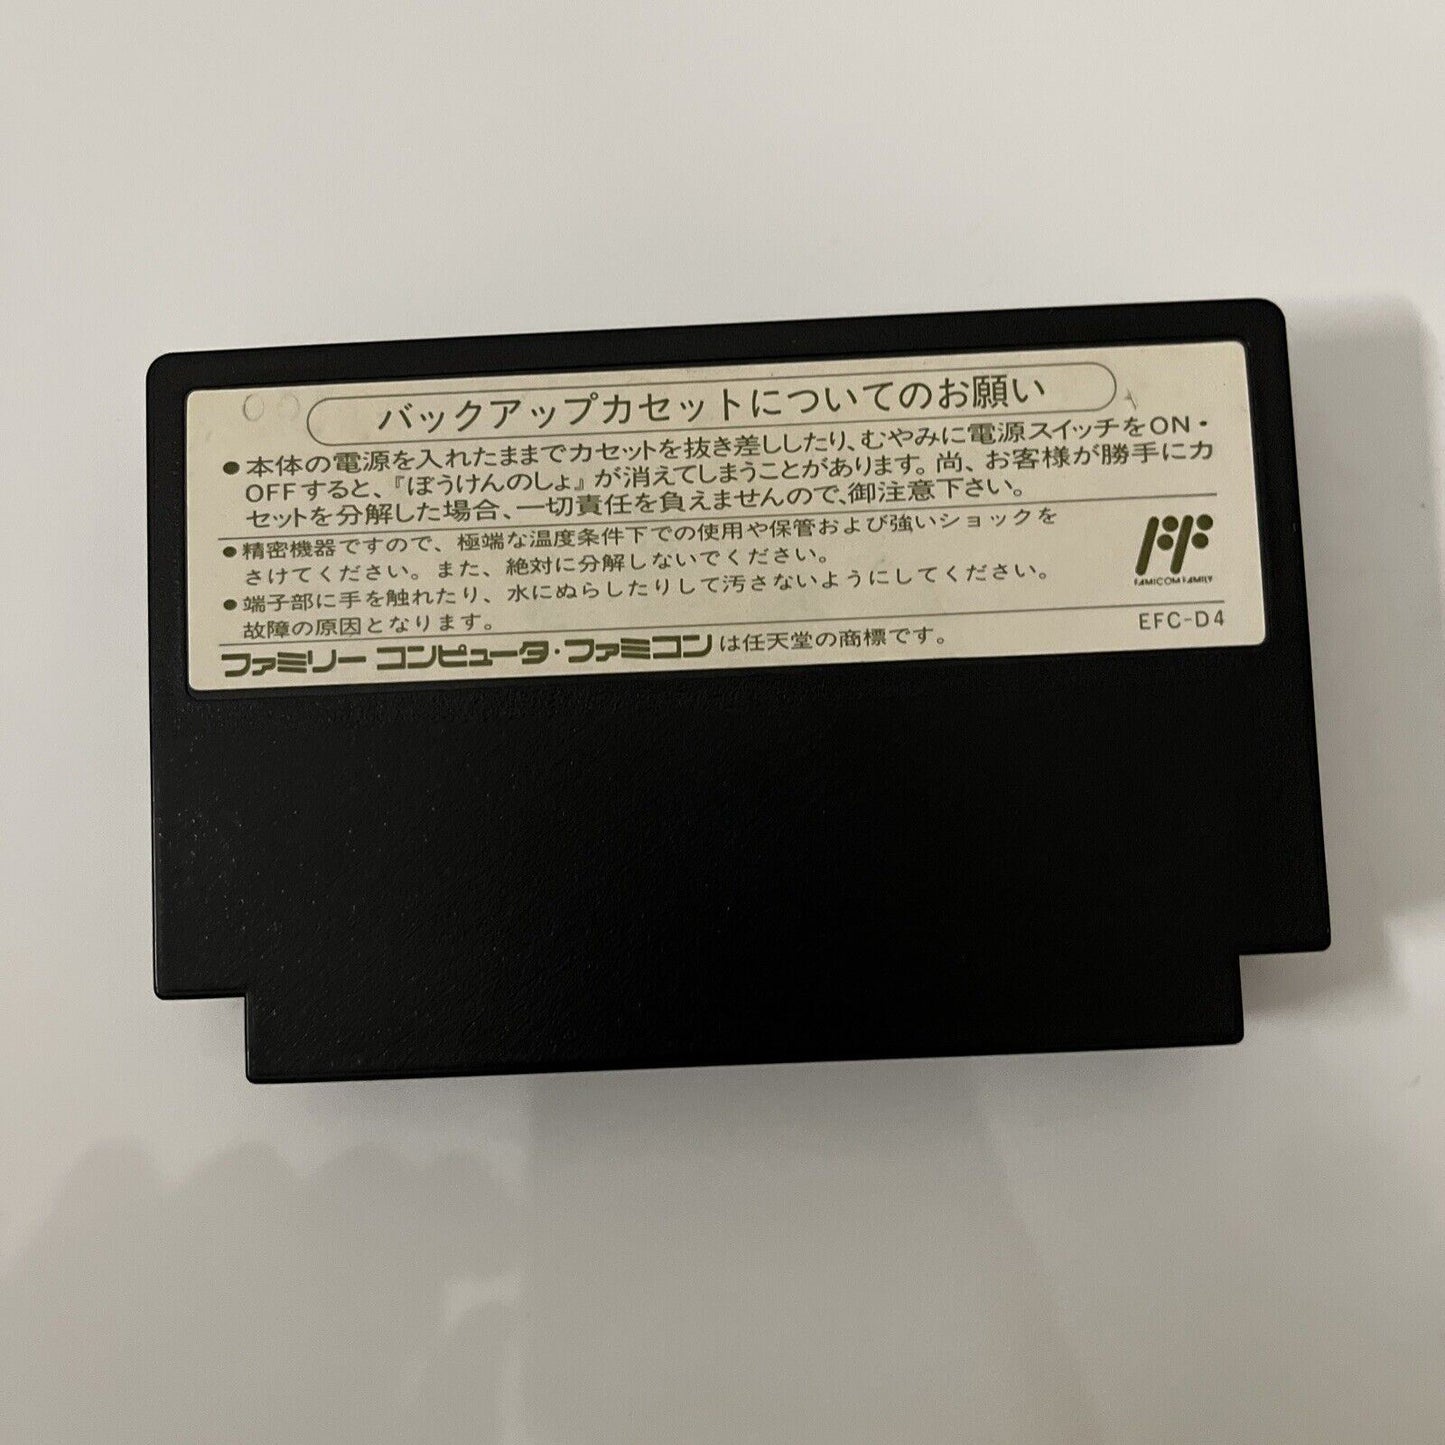 バックアップカセットについてのお願い
●本体の電源を入れたままでカセットを抜き差ししたり、むやみに電源スイッチをON・
OFFすると、『ぼうけんのしょ』が消えてしまうことがあります。尚、お客様が勝手にカ
セットを分解した場合、一切責任を負えませんので、御注意下さい。
●精密機器ですので、極端な温度条件下での使用や保管および強いショックを
さけてください。また、絶対に分解しないでください。
●端子部に手を触れたり、水にぬらしたりして汚さないようにしてください。
故障の原因となります。
FAMICOM FAMILY
EFC-D4
ファミリー コンピュータ・ファミコンは任天堂の商標です。